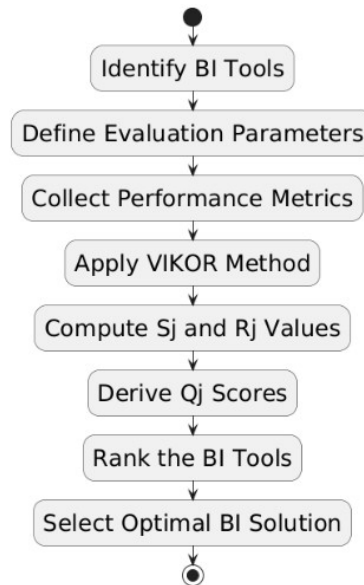 Identify BI Tools
Define Evaluation Parameters
Collect Performance Metrics
Apply VIKOR Method
Compute Sj and Rj Values
Derive Qj Scores
Rank the BI Tools
Select Optimal BI Solution